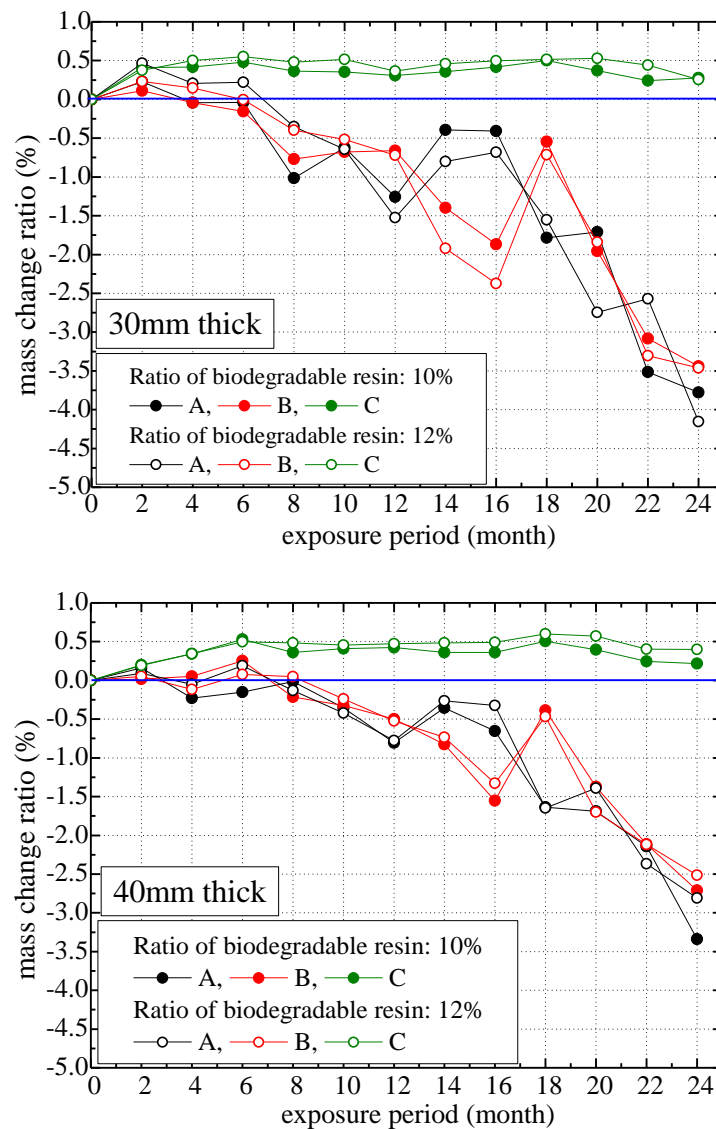 1.0
0.5
0.0
-0.5
-1.0
-1.5
-2.0
-2.5
-3.0
-3.5
-4.0
-4.5
-5.0
mass change ratio (%)
30mm thick
Ratio of biodegradable resin: 10%
A, B, C
Ratio of biodegradable resin: 12%
A, B, C
0 2 4 6 8 10 12 14 16 18 20 22 24
exposure period (month)
1.0
0.5
0.0
-0.5
-1.0
-1.5
-2.0
-2.5
-3.0
-3.5
-4.0
-4.5
-5.0
mass change ratio (%)
40mm thick
Ratio of biodegradable resin: 10%
A, B, C
Ratio of biodegradable resin: 12%
A, B, C
0 2 4 6 8 10 12 14 16 18 20 22 24
exposure period (month)